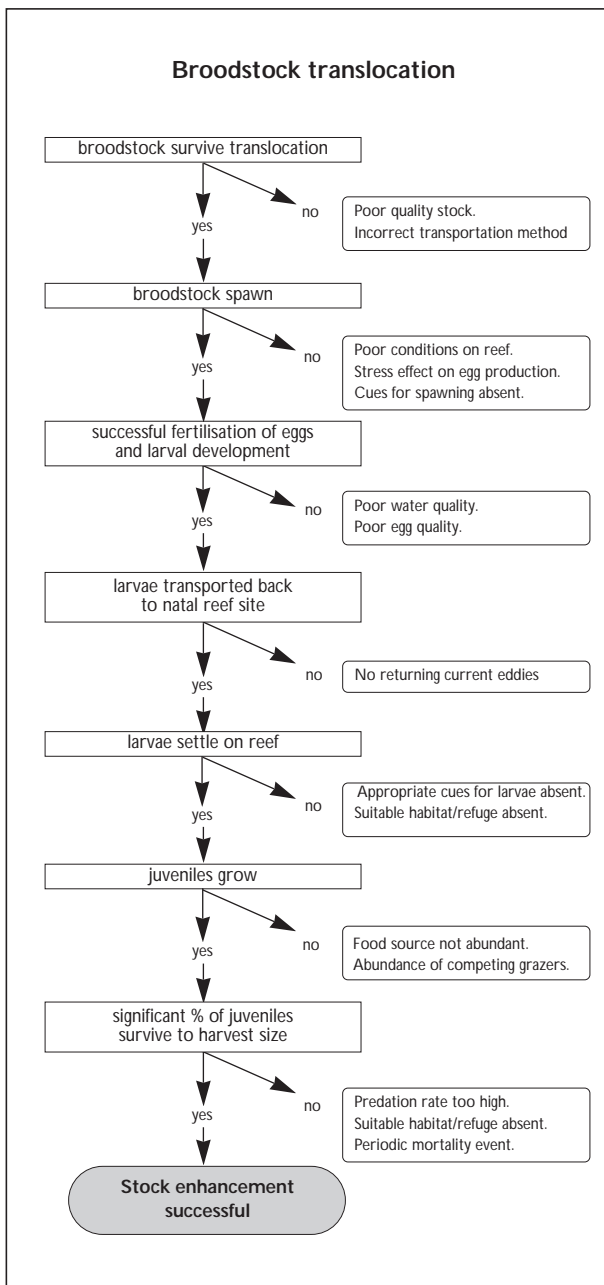 Broodstock translocation
broodstock survive translocation
no
Poor quality stock.
Incorrect transportation method
yes
broodstock spawn
no
Poor conditions on reef.
Stress effect on egg production.
Cues for spawning absent.
yes
successful fertilisation of eggs
and larval development
no
Poor water quality.
Poor egg quality.
yes
larvae transported back
to natal reef site
no
No returning current eddies
yes
larvae settle on reef
no
Appropriate cues for larvae absent.
Suitable habitat/refuge absent.
yes
juveniles grow
no
Food source not abundant.
Abundance of competing grazers.
yes
significant % of juveniles
survive to harvest size
no
Predation rate too high.
Suitable habitat/refuge absent.
Periodic mortality event.
yes
Stock enhancement
successful